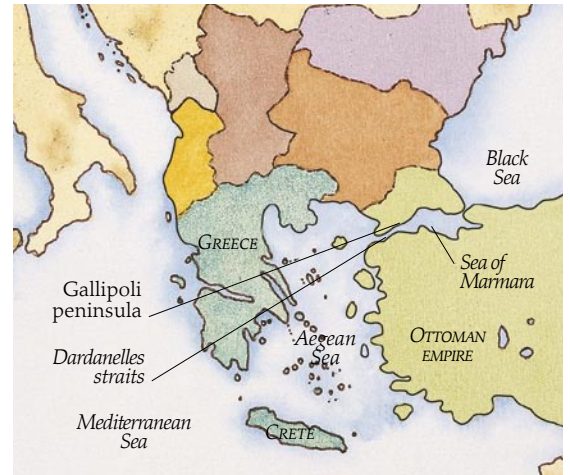 Black
Sea
GREECE
Sea of
Marmara
Gallipoli
peninsula
OTTOMAN
EMPIRE
Aegean
Sea
Dardanelles
straits
Mediterranean
Sea
CRETE